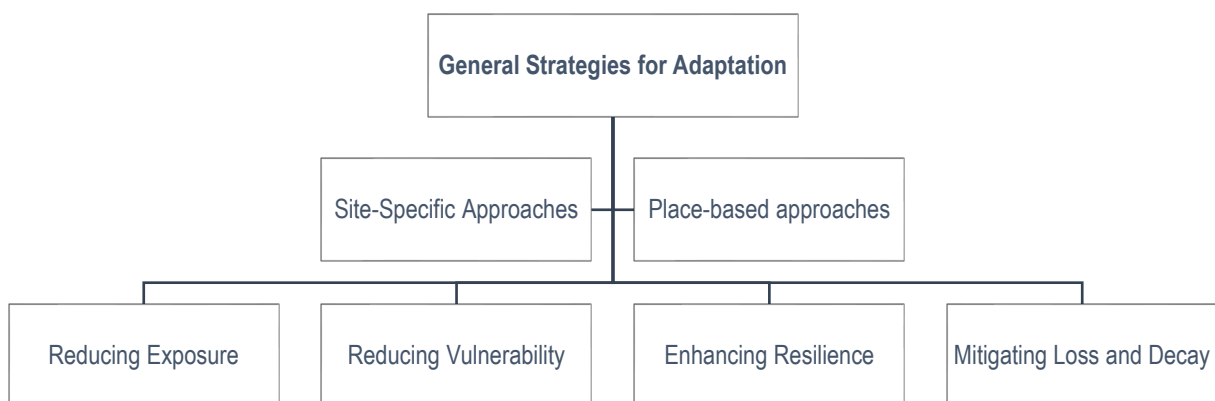 General Strategies for Adaptation
Site-Specific Approaches
Place-based approaches
Reducing Exposure
Reducing Vulnerability
Enhancing Resilience
Mitigating Loss and Decay